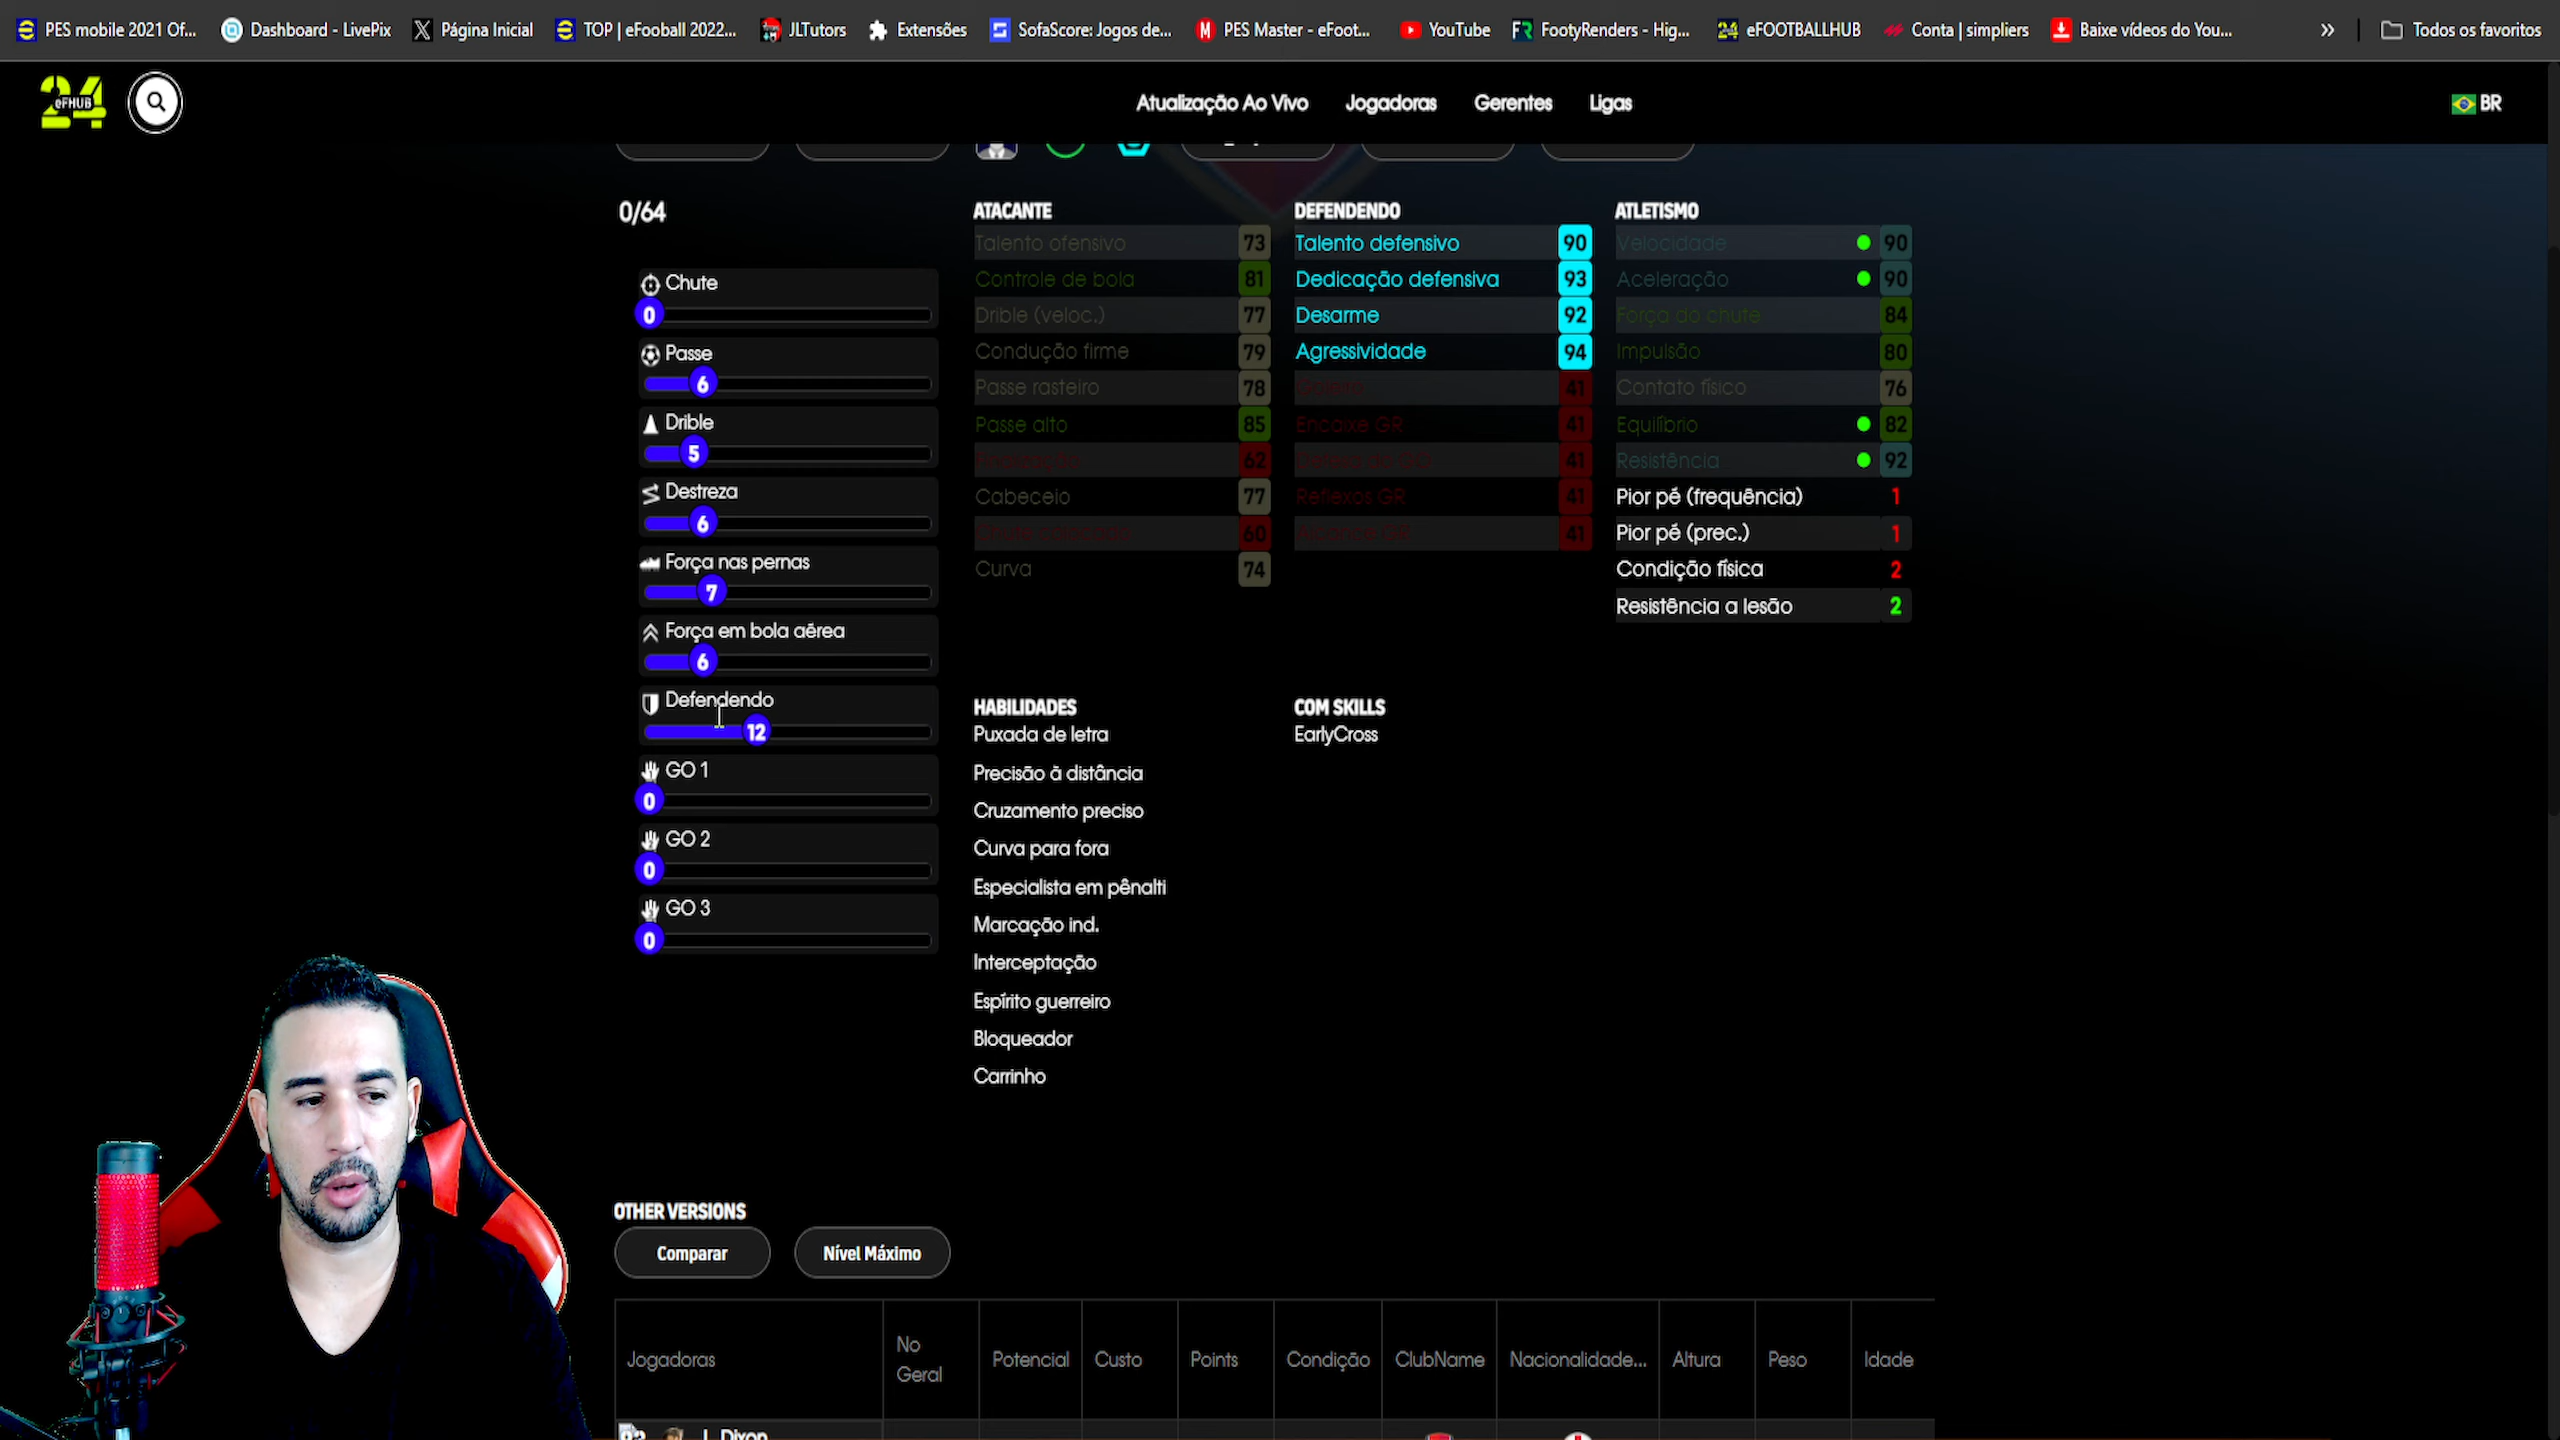 PES mobile 2021 Of... Dashboard - LivePix Página Inicial TOP | eFooball 2022... JLTutors Extensões SofaScore: Jogos de... PES Master - eFoot... YouTube FootyRenders - Hig... eFOOTBALLHUB Conta | simpliers Baixe vídeos do You... » Todos os favoritos
24 eFHUB Atualização Ao Vivo Jogadoras Gerentes Ligas BR
0/64
Chute
0
Passe
6
Drible
5
Destreza
6
Força nas pernas
7
Força em bola aérea
6
Defendendo
12
GO 1
0
GO 2
0
GO 3
0
ATACANTE
Talento ofensivo 73
Controle de bola 81
Drible (veloc.) 77
Condução firme 79
Passe rasteiro 78
Passe alto 85
62
Cabeceio 77
60
Curva 74
DEFENDENDO
Talento defensivo 90
Dedicação defensiva 93
Desarme 92
Agressividade 94
Goleiro 41
Encaixe GR 41
41
Reflexos GR 41
Alcance GR 41
ATLETISMO
Velocidade 90
Aceleração 90
Força do chute 84
Impulsão 80
Contato físico 76
Equilíbrio 82
Resistência 92
Pior pé (frequência) 1
Pior pé (prec.) 1
Condição física 2
Resistência a lesão 2
HABILIDADES
Puxada de letra
Precisão à distância
Cruzamento preciso
Curva para fora
Especialista em pênalti
Marcação ind.
Interceptação
Espírito guerreiro
Bloqueador
Carrinho
COM SKILLS
EarlyCross
OTHER VERSIONS
Comparar Nível Máximo
Jogadoras No Geral Potencial Custo Points Condição ClubName Nacionalidade... Altura Peso Idade
L. Dixon